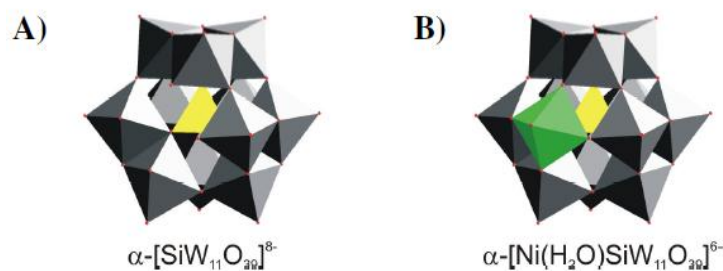 A)
B)
α-[SiW₁₁O₃₉]⁸⁻
α-[Ni(H₂O)SiW₁₁O₃₉]⁶⁻